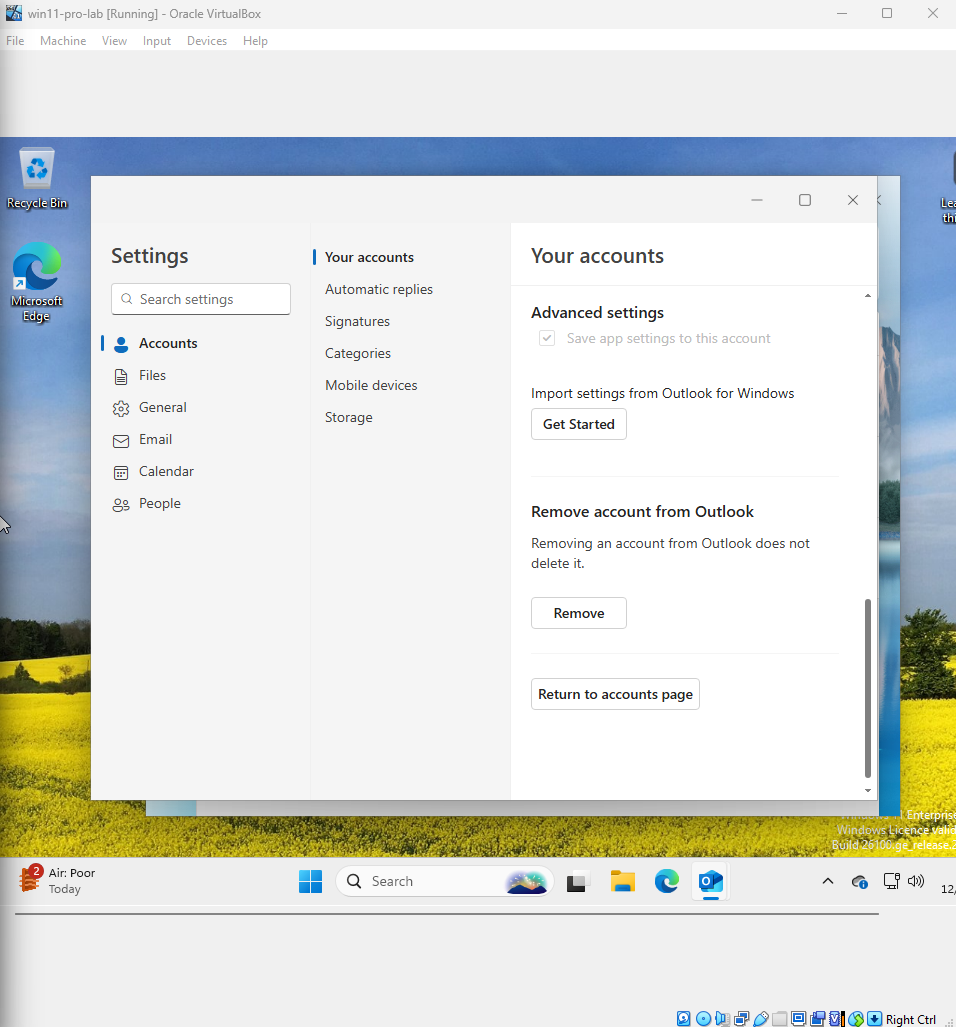 win11-pro-lab [Running] - Oracle VirtualBox
File Machine View Input Devices Help
Recycle Bin
Microsoft
Edge
Settings
Search settings
Accounts
Files
General
Email
Calendar
People
Your accounts
Automatic replies
Signatures
Categories
Mobile devices
Storage
Your accounts
Advanced settings
Save app settings to this account
Import settings from Outlook for Windows
Get Started
Remove account from Outlook
Removing an account from Outlook does not
delete it.
Remove
Return to accounts page
Lea
thi
Enterprise
Windows Licence valid
Build 26100.ge_release.2
2
Air: Poor
Today
Search
12/
Right Ctrl